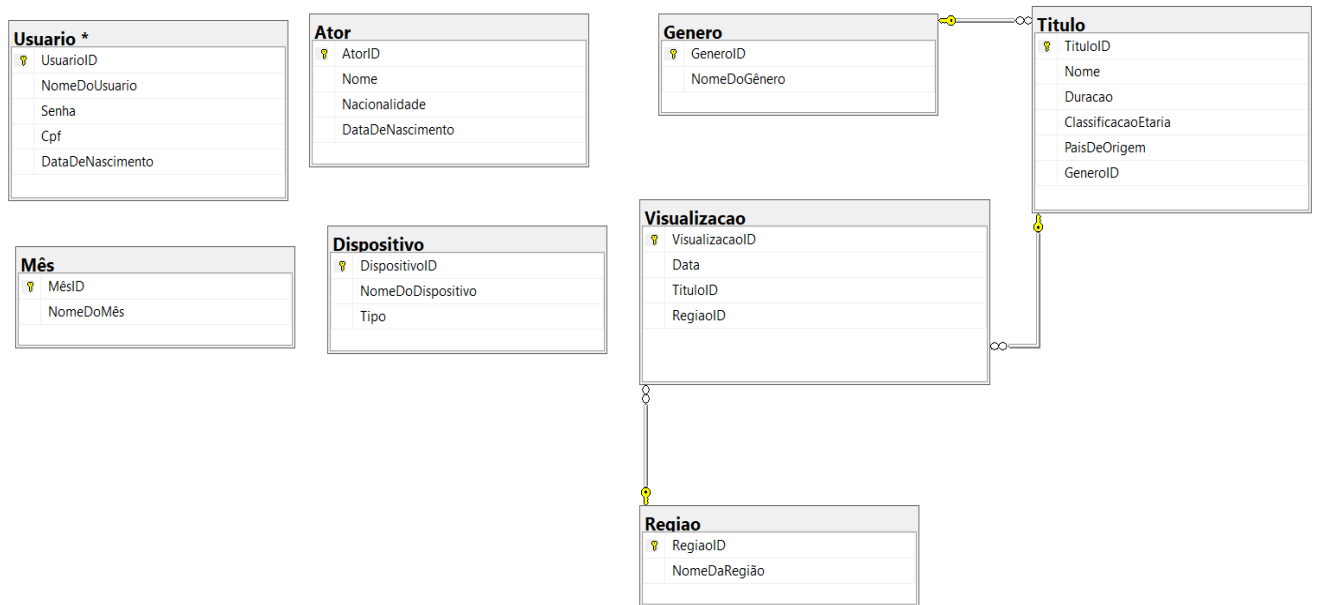 Usuario *
UsuarioID
NomeDoUsuario
Senha
Cpf
DataDeNascimento
Ator
AtorID
Nome
Nacionalidade
DataDeNascimento
Genero
GeneroID
NomeDoGênero
Titulo
TituloID
Nome
Duracao
ClassificacaoEtaria
PaisDeOrigem
GeneroID
Mês
MêsID
NomeDoMês
Dispositivo
DispositivoID
NomeDoDispositivo
Tipo
Visualizacao
VisualizacaoID
Data
TituloID
RegiaoID
Regiao
RegiaoID
NomeDaRegião